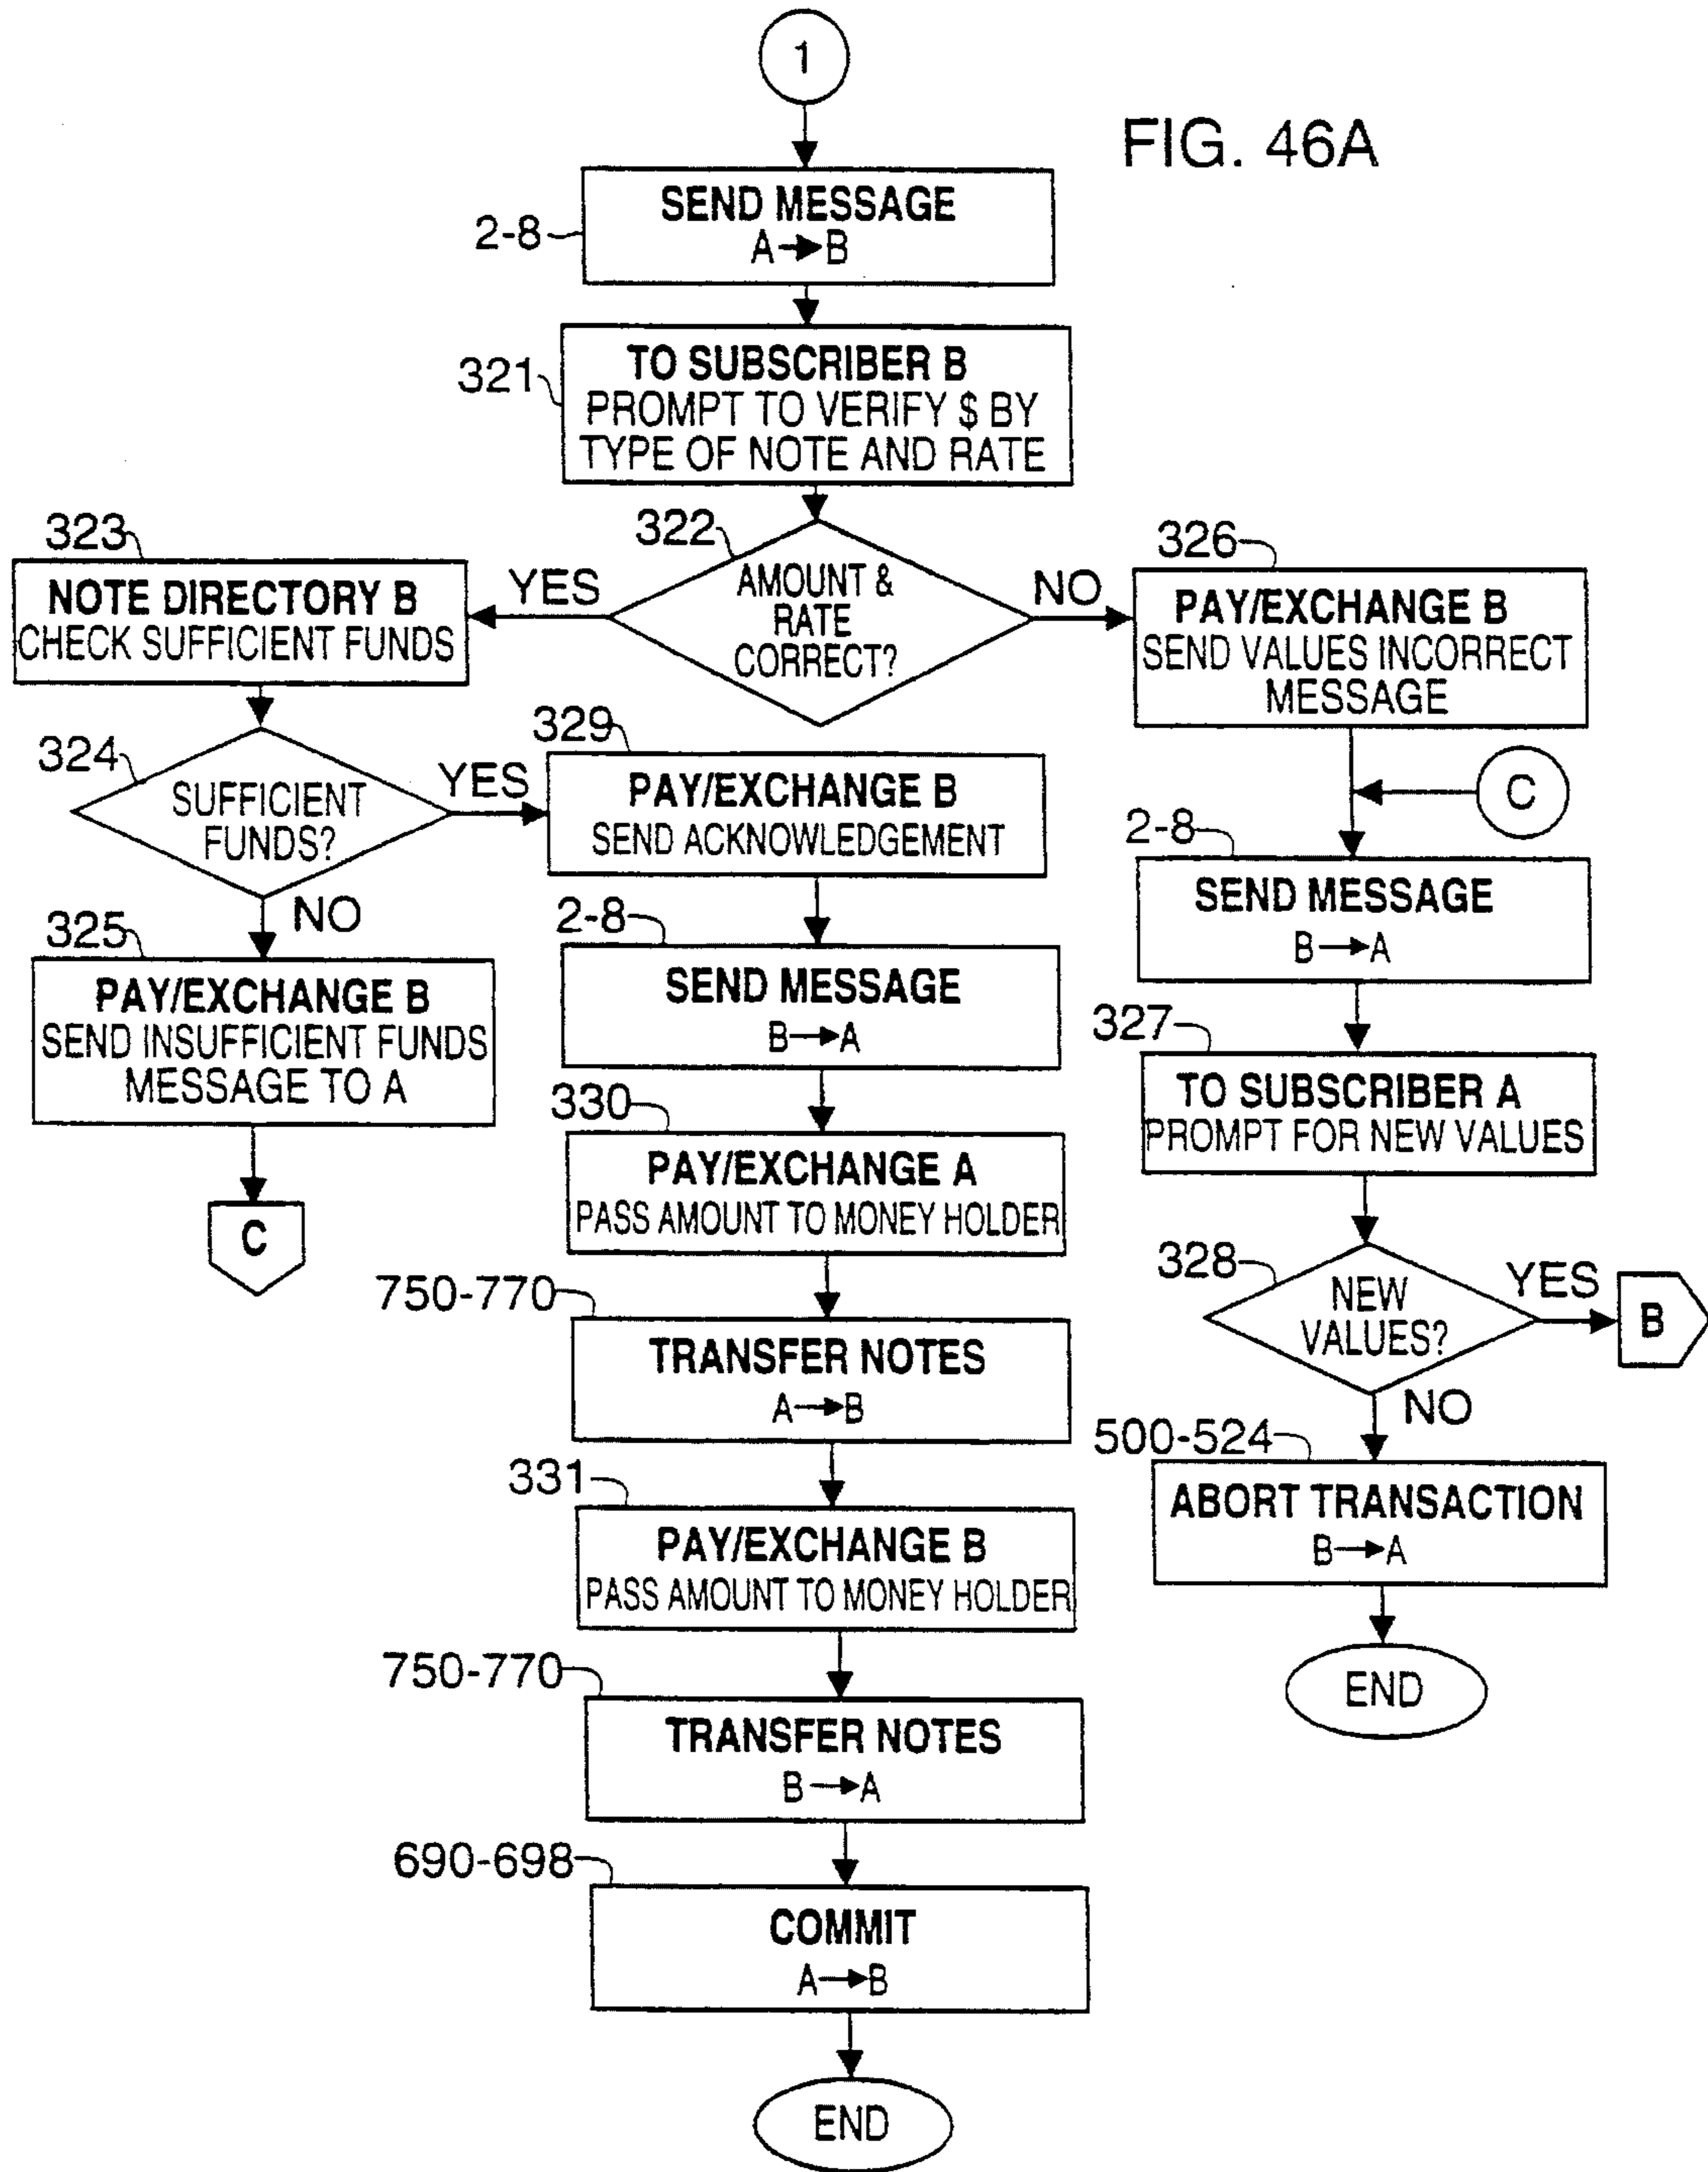 1
FIG. 46A
2-8
SEND MESSAGE
A→B
321
TO SUBSCRIBER B
PROMPT TO VERIFY $ BY
TYPE OF NOTE AND RATE
322
AMOUNT &
RATE
CORRECT?
YES
NO
323
NOTE DIRECTORY B
CHECK SUFFICIENT FUNDS
326
PAY/EXCHANGE B
SEND VALUES INCORRECT
MESSAGE
324
SUFFICIENT
FUNDS?
YES
NO
329
PAY/EXCHANGE B
SEND ACKNOWLEDGEMENT
C
2-8
SEND MESSAGE
B→A
325
PAY/EXCHANGE B
SEND INSUFFICIENT FUNDS
MESSAGE TO A
C
2-8
SEND MESSAGE
B→A
327
TO SUBSCRIBER A
PROMPT FOR NEW VALUES
330
PAY/EXCHANGE A
PASS AMOUNT TO MONEY HOLDER
328
NEW
VALUES?
YES
B
NO
750-770
TRANSFER NOTES
A→B
500-524
ABORT TRANSACTION
B→A
END
331
PAY/EXCHANGE B
PASS AMOUNT TO MONEY HOLDER
750-770
TRANSFER NOTES
B→A
690-698
COMMIT
A→B
END